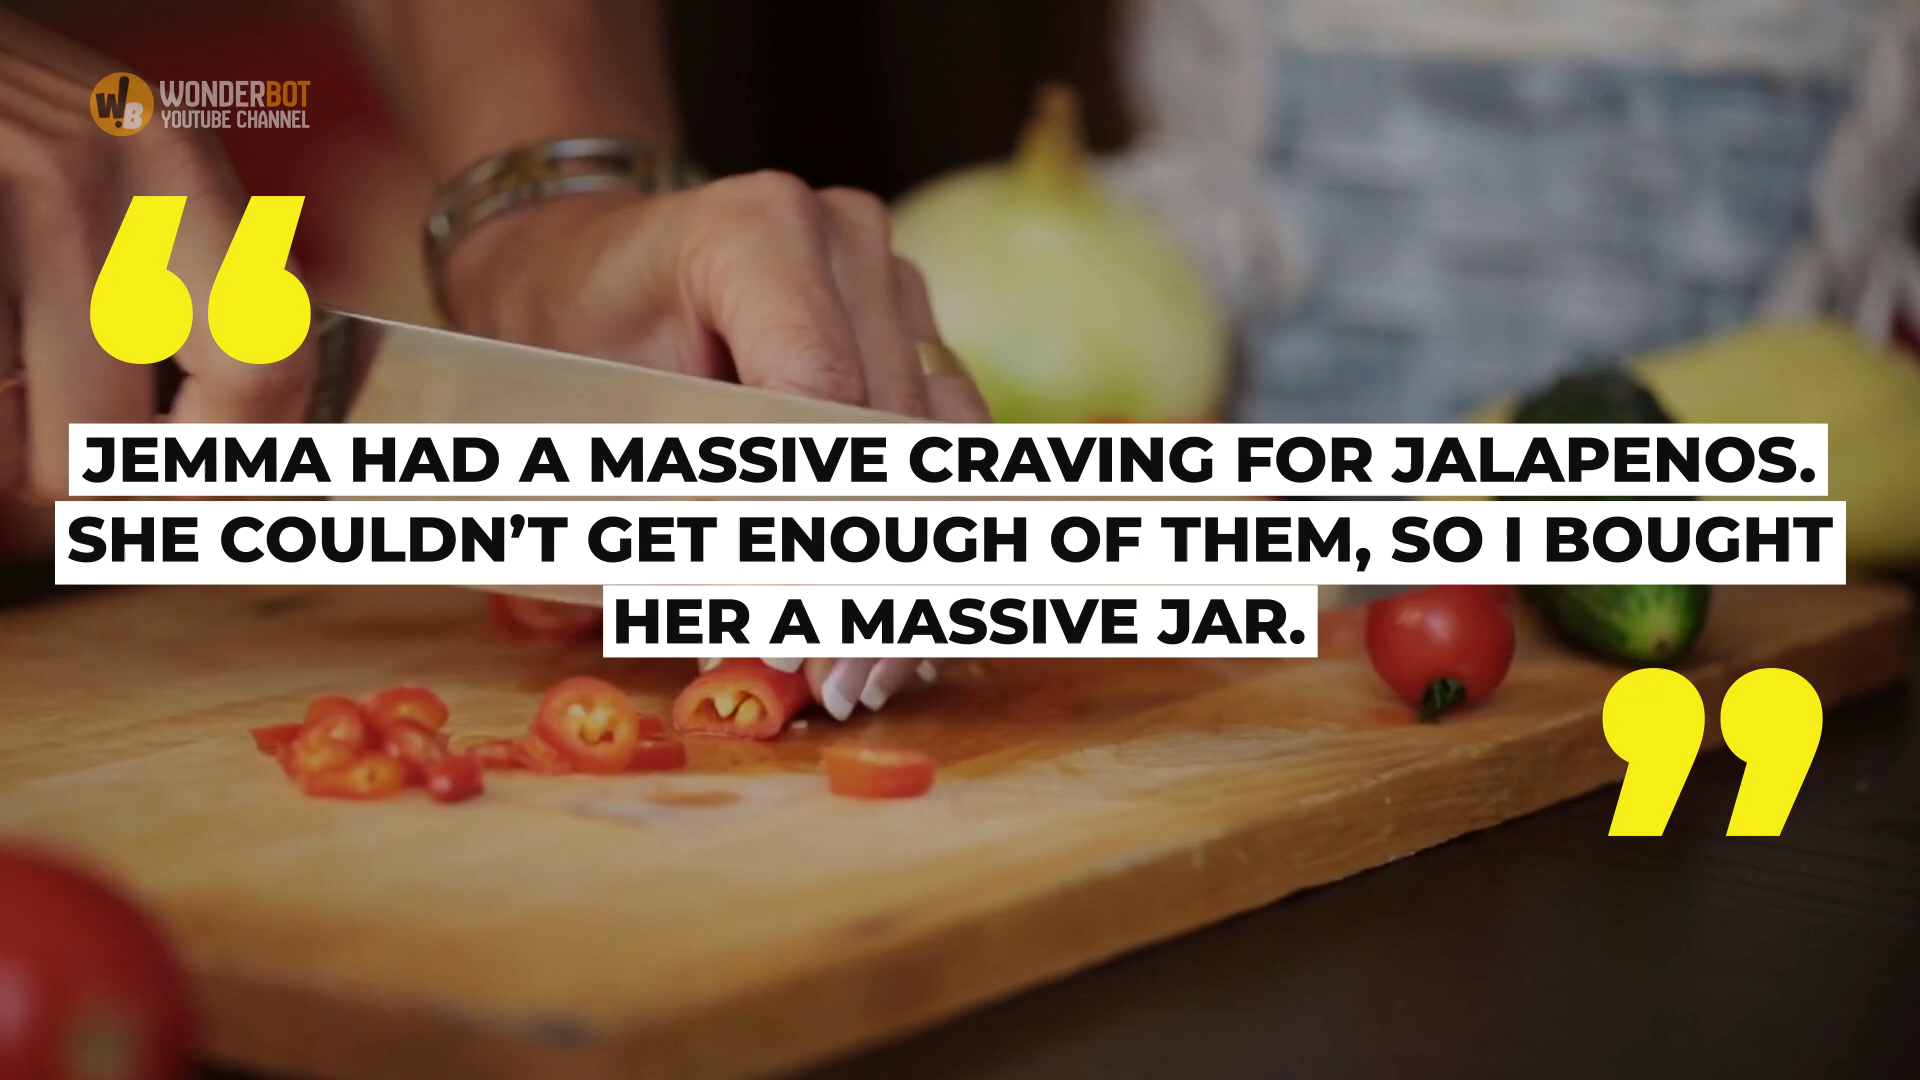 W!B WONDERBOT
YOUTUBE CHANNEL
“
JEMMA HAD A MASSIVE CRAVING FOR JALAPENOS.
SHE COULDN’T GET ENOUGH OF THEM, SO I BOUGHT
HER A MASSIVE JAR.
”